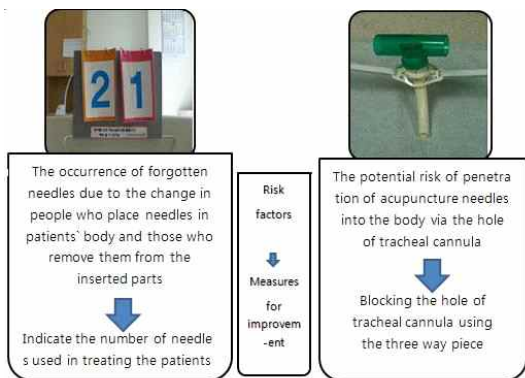 2 1
The occurrence of forgotten
needles due to the change in
people who place needles in
patients` body and those who
remove them from the
inserted parts
Indicate the number of needle
s used in treating the patients
Risk
factors
Measures
for
improvem
-ent
The potential risk of penetra
tion of acupuncture needles
into the body via the hole
of tracheal cannula
Blocking the hole of
tracheal cannula using
the three way piece